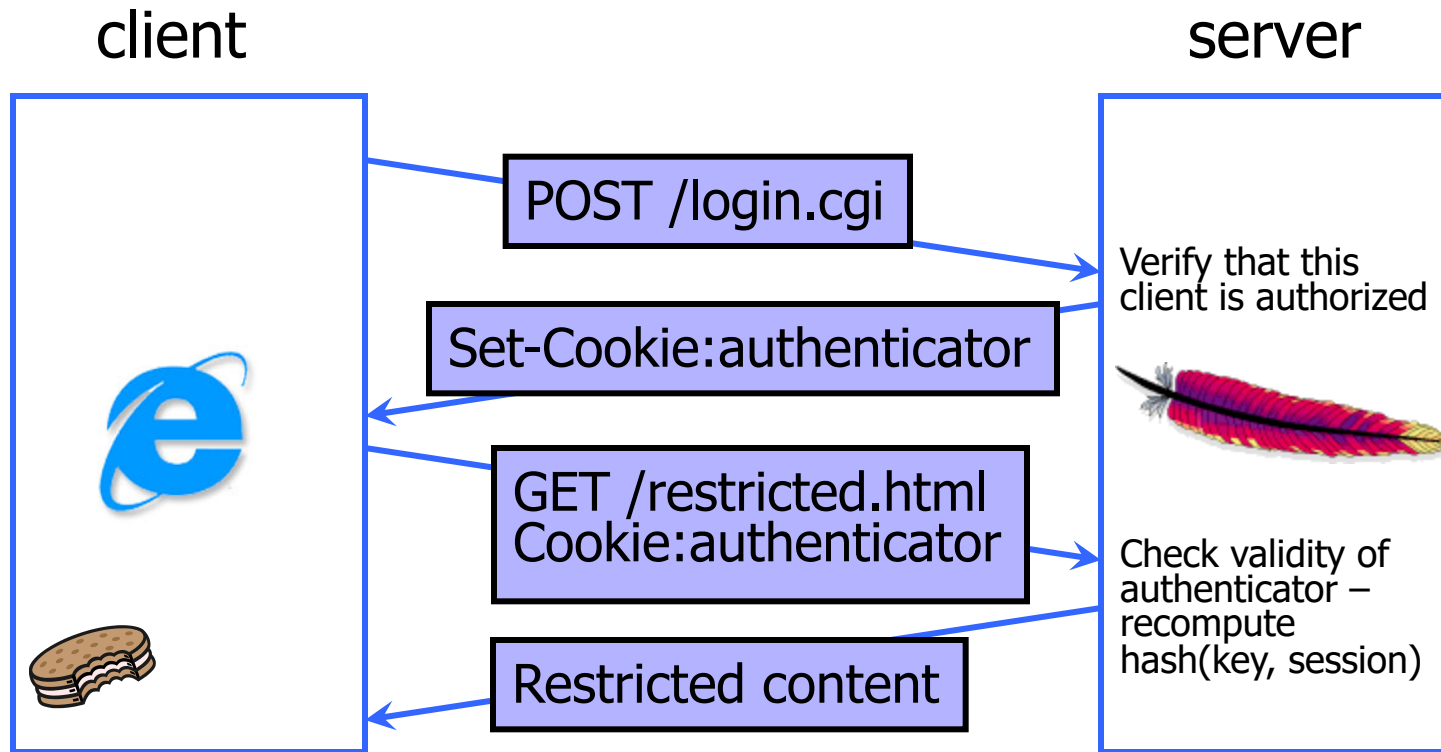 client
server
POST /login.cgi
Verify that this
client is authorized
Set-Cookie:authenticator
GET /restricted.html
Cookie:authenticator
Check validity of
authenticator –
recompute
hash(key, session)
Restricted content